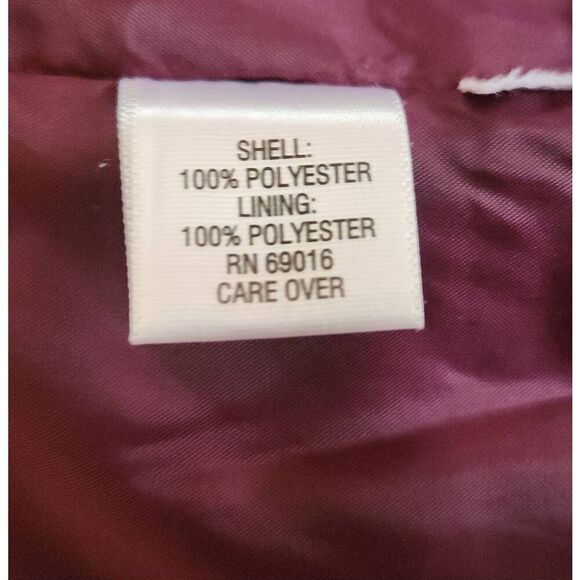 SHELL:
100% POLYESTER
LINING:
100% POLYESTER
RN 69016
CARE OVER